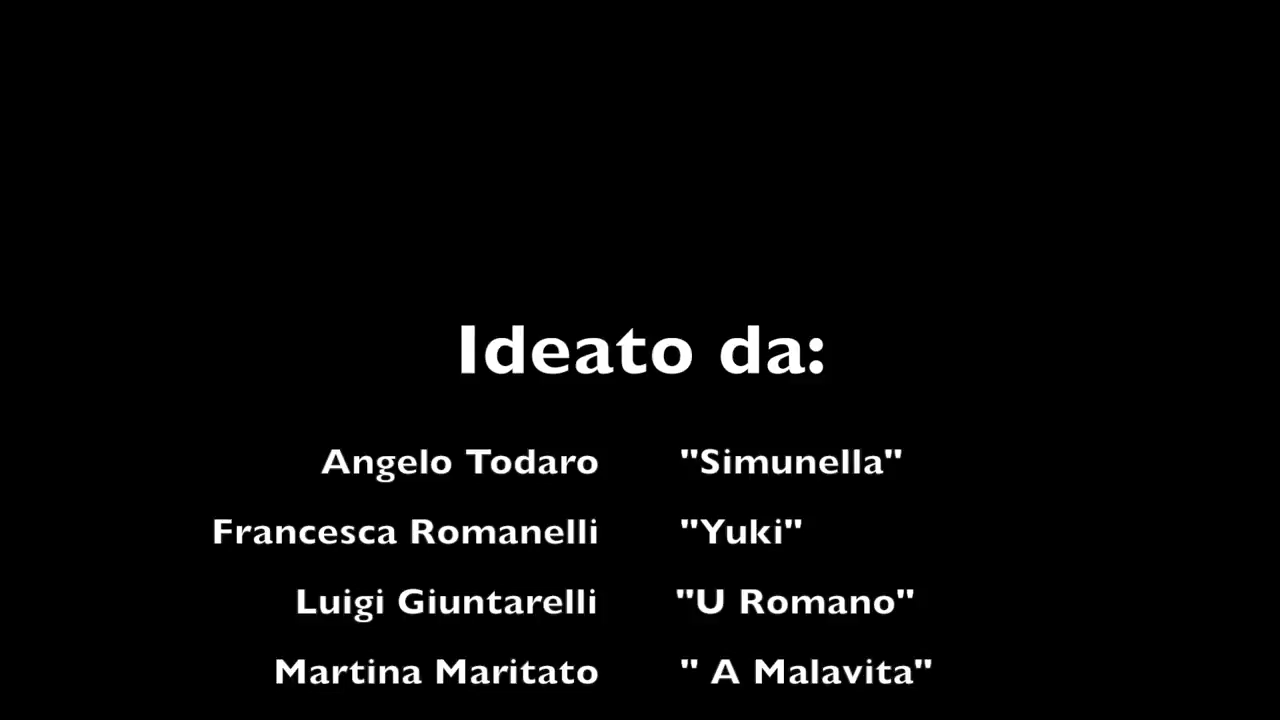 Ideato da:
Angelo Todaro "Simunella"
Francesca Romanelli "Yuki"
Luigi Giuntarelli "U Romano"
Martina Maritato " A Malavita"